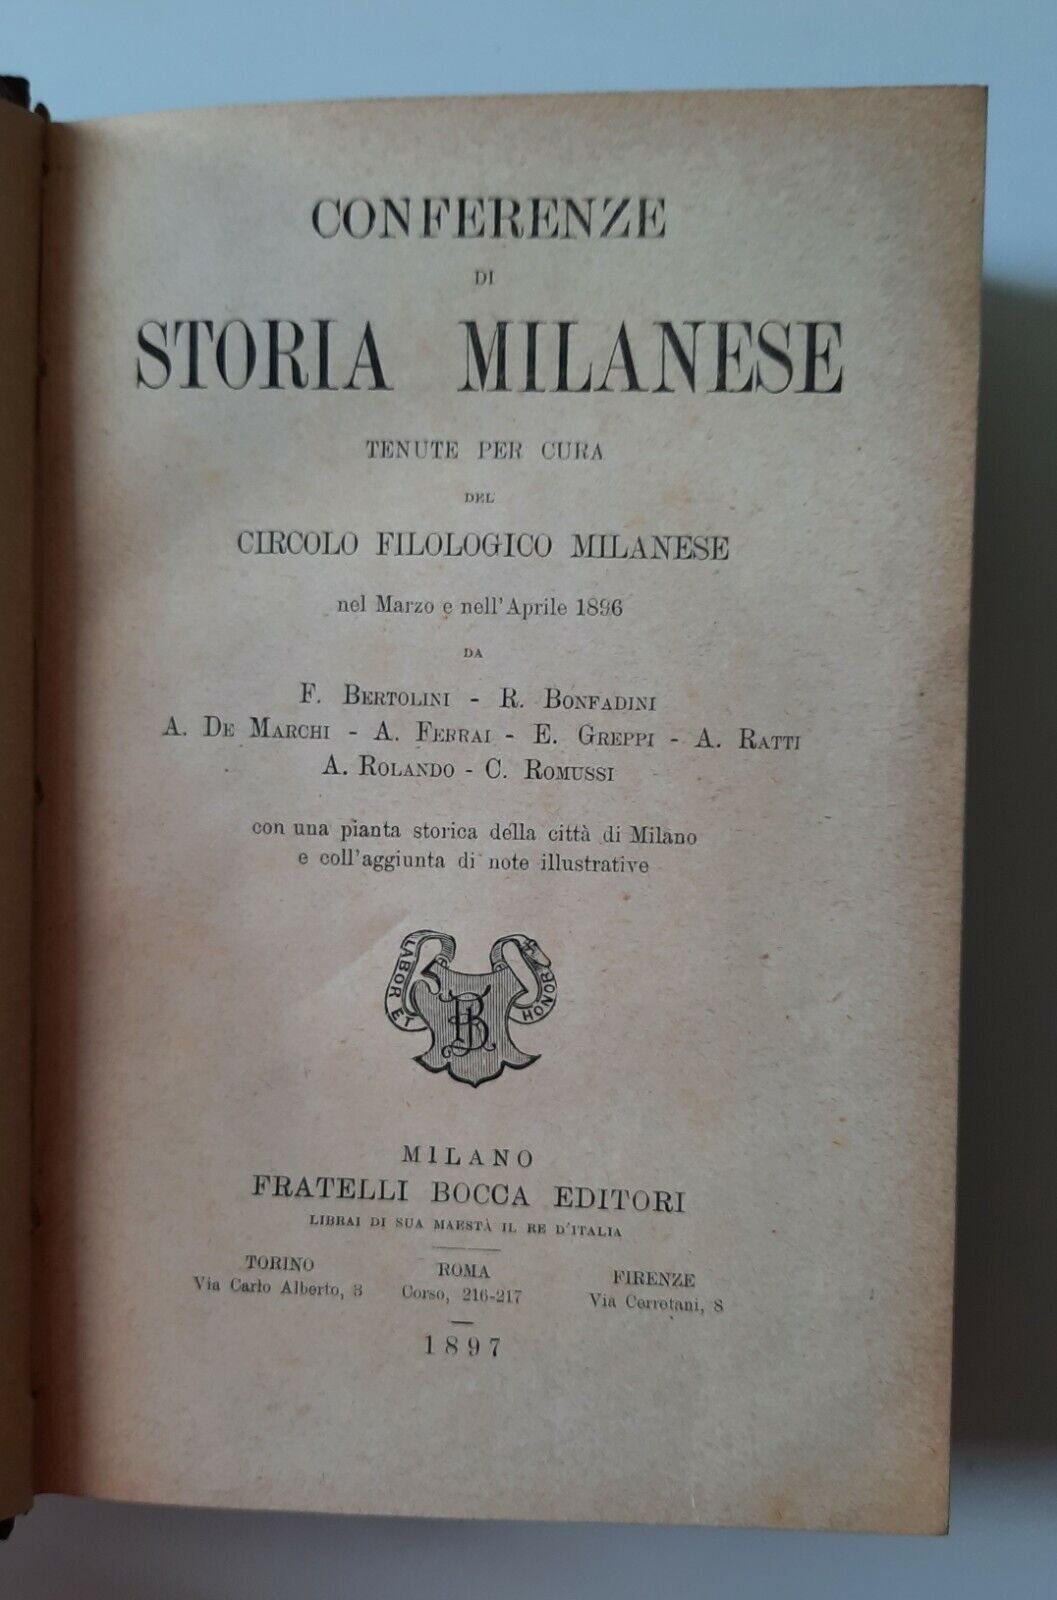 CONFERENZE
DI
STORIA MILANESE
TENUTE PER CURA
DEL
CIRCOLO FILOLOGICO MILANESE
nel Marzo e nell'Aprile 1896
DA
F. BERTOLINI - R. BONFADINI
A. DE MARCHI - A. FERRAI - E. GREPPI - A. RATTI
A. ROLANDO - C. ROMUSSI
con una pianta storica della città di Milano
e coll'aggiunta di note illustrative
LABOR ET HONOR
FB
MILANO
FRATELLI BOCCA EDITORI
LIBRAI DI SUA MAESTÀ IL RE D'ITALIA
TORINO ROMA FIRENZE
Via Carlo Alberto, 3 Corso, 216-217 Via Cerretani, 8
1897